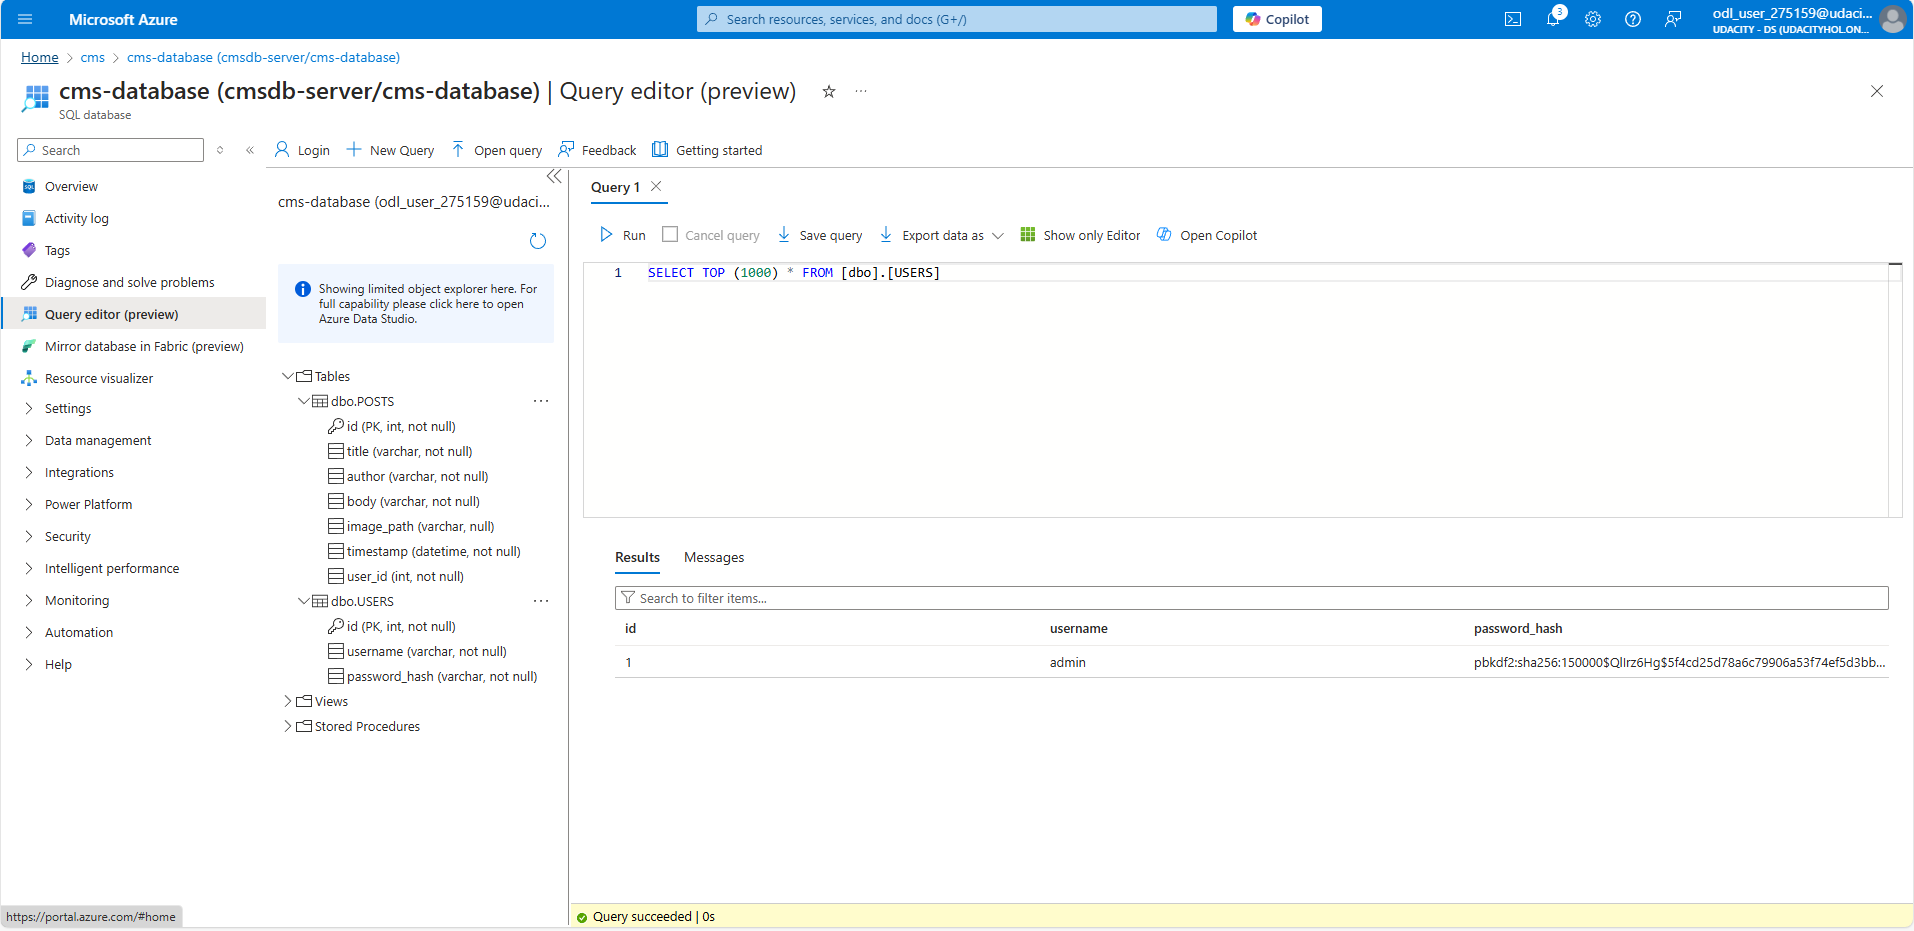 Microsoft Azure
Search resources, services, and docs (G+/)
Copilot
3
odl_user_275159@udaci...
UDACITY - DS (UDACITYHOL.ON...
Home > cms > cms-database (cmsdb-server/cms-database)
cms-database (cmsdb-server/cms-database) | Query editor (preview)
SQL database
Search
Login
New Query
Open query
Feedback
Getting started
Overview
Activity log
Tags
Diagnose and solve problems
Query editor (preview)
Mirror database in Fabric (preview)
Resource visualizer
Settings
Data management
Integrations
Power Platform
Security
Intelligent performance
Monitoring
Automation
Help
cms-database (odl_user_275159@udaci...
Showing limited object explorer here. For
full capability please click here to open
Azure Data Studio.
Tables
dbo.POSTS
id (PK, int, not null)
title (varchar, not null)
author (varchar, not null)
body (varchar, not null)
image_path (varchar, null)
timestamp (datetime, not null)
user_id (int, not null)
dbo.USERS
id (PK, int, not null)
username (varchar, not null)
password_hash (varchar, not null)
Views
Stored Procedures
Query 1
Run
Cancel query
Save query
Export data as
Show only Editor
Open Copilot
1 SELECT TOP (1000) * FROM [dbo].[USERS]
Results
Messages
Search to filter items...
id username password_hash
1 admin pbkdf2:sha256:150000$QlIrz6Hg$5f4cd25d78a6c79906a53f74ef5d3bb...
Query succeeded | 0s
https://portal.azure.com/#home